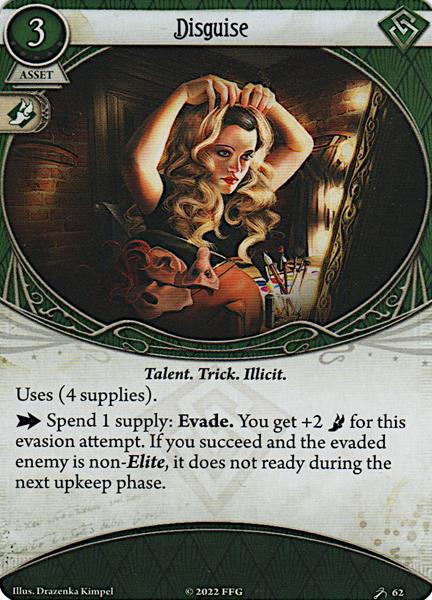 3
Disguise
ASSET
Talent. Trick. Illicit.
Uses (4 supplies).
Spend 1 supply: Evade. You get +2 for this
evasion attempt. If you succeed and the evaded
enemy is non-Elite, it does not ready during the
next upkeep phase.
Illus. Drazenka Kimpel
© 2022 FFG
62